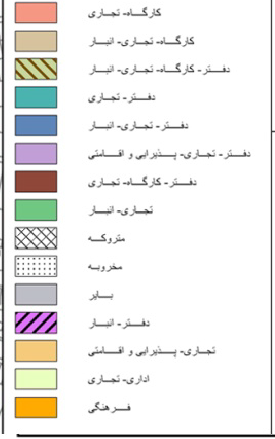 کارگاه- تجاری
کارگاه- تجاری- انبار
دفتر- کارگاه- تجاری- انبار
دفتر- تجاری
دفتر- تجاری- انبار
دفتر- تجاری- پذیرایی و اقامتی
دفتر- کارگاه- تجاری
تجاری- انبار
متروکه
مخروبه
بایر
دفتر- انبار
تجاری- پذیرایی و اقامتی
اداری- تجاری
فرهنگی